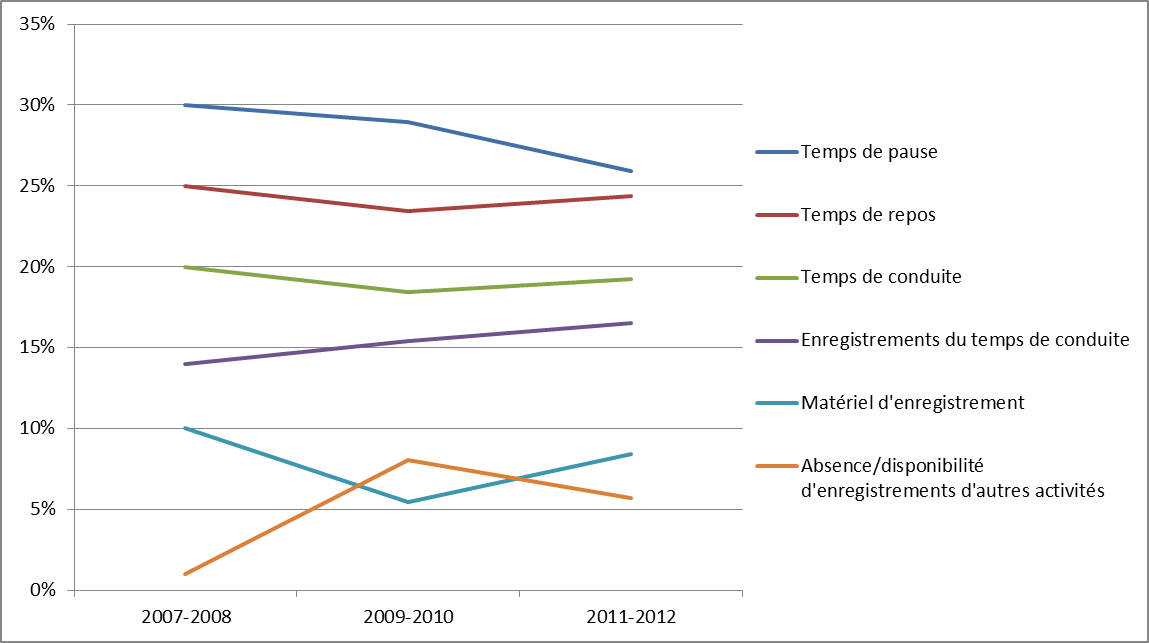 35%
30%
25%
20%
15%
10%
5%
0%
2007-2008 2009-2010 2011-2012
Temps de pause
Temps de repos
Temps de conduite
Enregistrements du temps de conduite
Matériel d'enregistrement
Absence/disponibilité
d'enregistrements d'autres activités